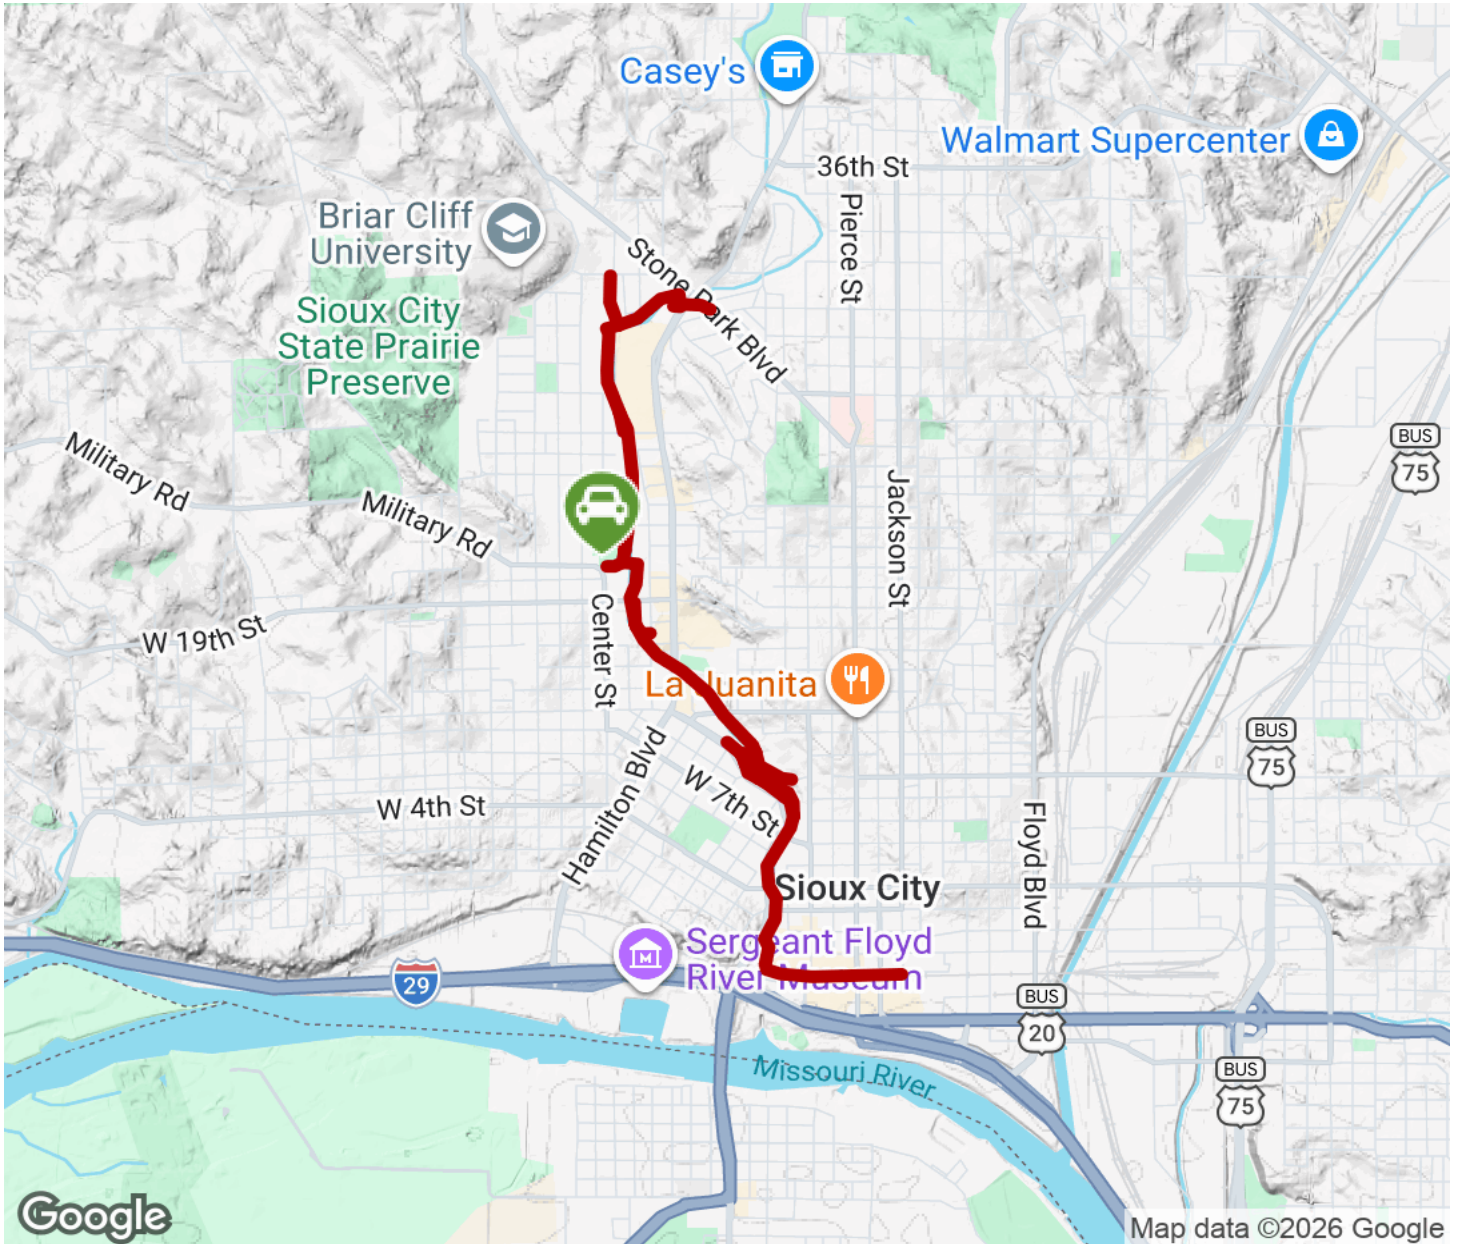 Casey's
Walmart Supercenter
36th St
Briar Cliff
University
Pierce St
Stone Park Blvd
Sioux City
State Prairie
Preserve
Military Rd
Military Rd
BUS
75
Jackson St
W 19th St
Center St
La Juanita
Hamilton Blvd
BUS
75
W 7th St
W 4th St
Floyd Blvd
Sioux City
Sergeant Floyd
River Museum
M
29
BUS
20
Missouri River
BUS
75
Google
Map data ©2026 Google